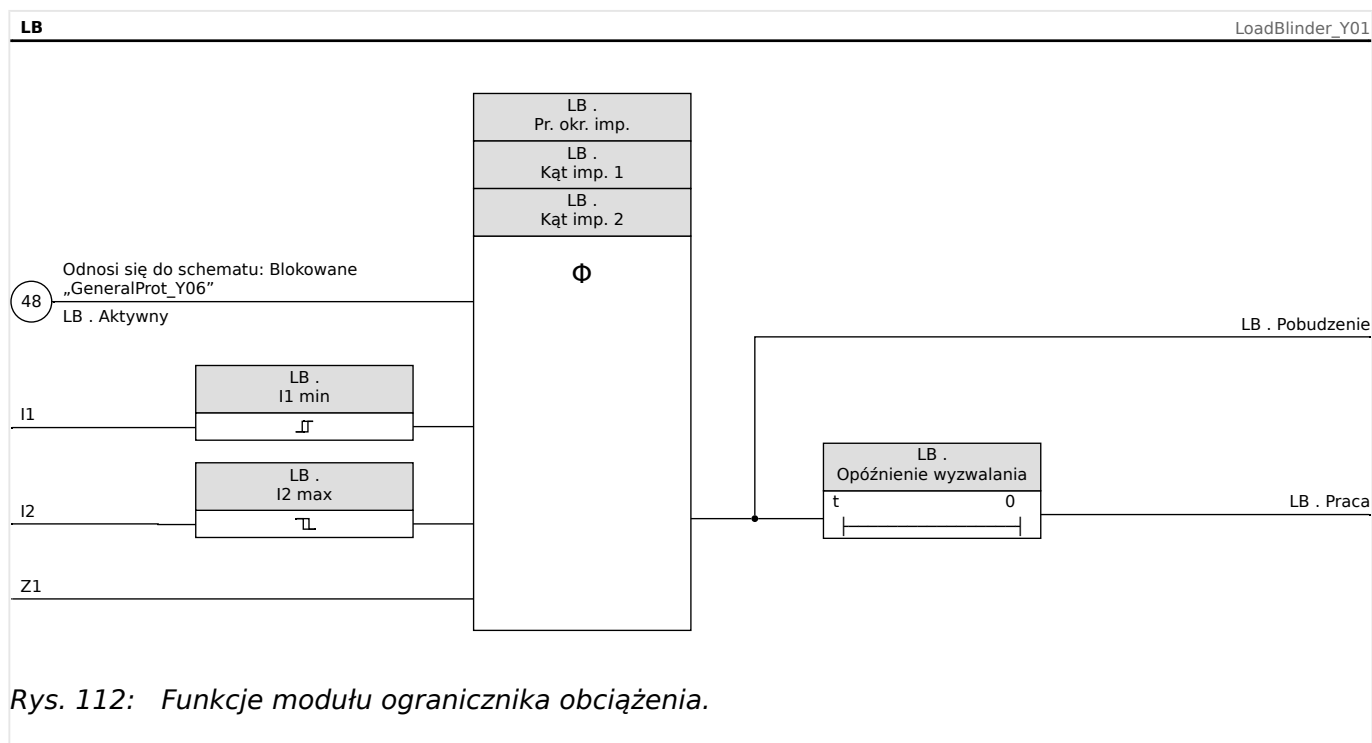 LB
LoadBlinder_Y01
LB .
Pr. okr. imp.
LB .
Kąt imp. 1
LB .
Kąt imp. 2
Φ
Odnosi się do schematu: Blokowane
„GeneralProt_Y06”
48
LB . Aktywny
LB . Pobudzenie
LB .
I1 min
I1
LB .
Opóźnienie wyzwalania
t 0
LB . Praca
LB .
I2 max
I2
Z1
Rys. 112: Funkcje modułu ogranicznika obciążenia.